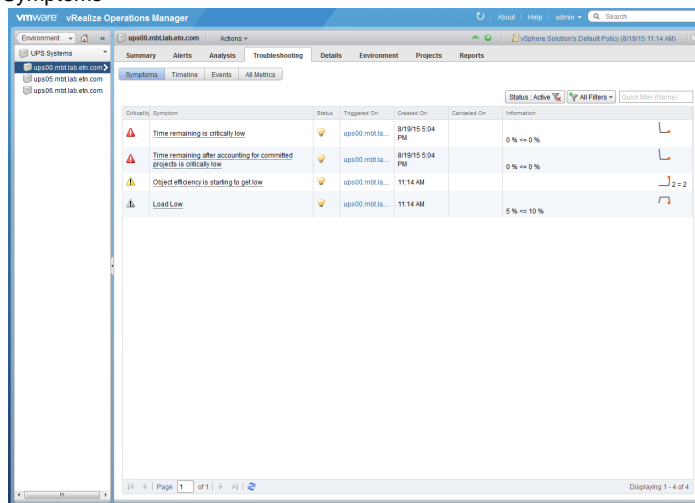 Symptoms
vmware vRealize Operations Manager
About Help admin Search
Environment
ups00.mbt.lab.etn.com Actions vSphere Solution's Default Policy (8/19/15 11:14 AM)
UPS Systems
Summary Alerts Analysis Troubleshooting Details Environment Projects Reports
ups00.mbt.lab.etn.com
ups05.mbt.lab.etn.com
ups06.mbt.lab.etn.com
Symptoms Timeline Events All Metrics
Status : Active All Filters Quick filter (Name)
Criticality Symptom Status Triggered On Created On Canceled On Information
Time remaining is critically low ups00.mbt.la... 8/19/15 5:04 PM 0 % <= 0 %
Time remaining after accounting for committed projects is critically low ups00.mbt.la... 8/19/15 5:04 PM 0 % <= 0 %
Object efficiency is starting to get low ups00.mbt.la... 11:14 AM 2 = 2
Load Low ups00.mbt.la... 11:14 AM 5 % <= 10 %
Page 1 of 1 Displaying 1 - 4 of 4